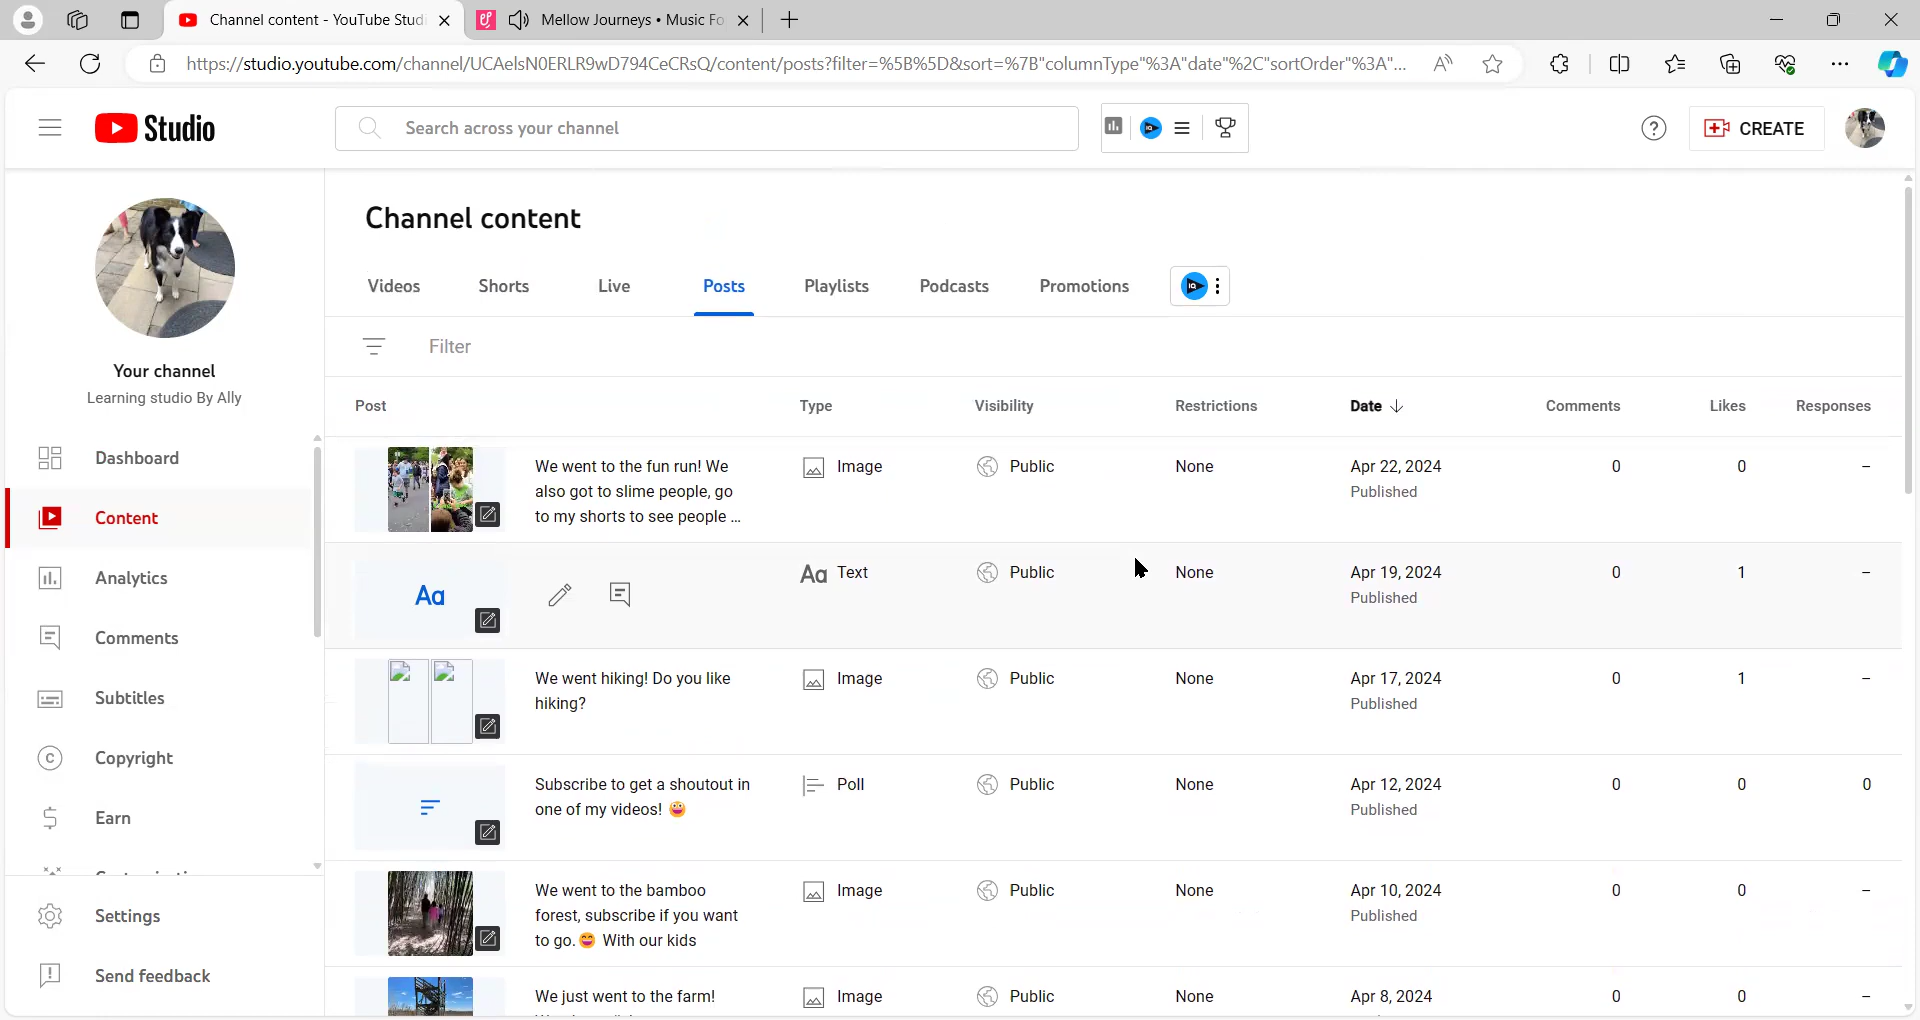 Channel content - YouTube Studi
Mellow Journeys • Music Fo
https://studio.youtube.com/channel/UCAelsN0ERLR9wD794CeCRsQ/content/posts?filter=%5B%5D&sort=%7B"columnType"%3A"date"%2C"sortOrder"%3A"...
Studio
Search across your channel
CREATE
Channel content
Videos Shorts Live Posts Playlists Podcasts Promotions
Filter
Post Type Visibility Restrictions Date Comments Likes Responses
We went to the fun run! We
also got to slime people, go
to my shorts to see people ...
Image Public None Apr 22, 2024 0 0 –
Published
Aa
Aa Text Public None Apr 19, 2024 0 1 –
Published
We went hiking! Do you like
hiking?
Image Public None Apr 17, 2024 0 1 –
Published
Subscribe to get a shoutout in
one of my videos! 😀
Poll Public None Apr 12, 2024 0 0 0
Published
We went to the bamboo
forest, subscribe if you want
to go.😄 With our kids
Image Public None Apr 10, 2024 0 0 –
Published
We just went to the farm!
Image Public None Apr 8, 2024 0 0 –
Your channel
Learning studio By Ally
Dashboard
Content
Analytics
Comments
Subtitles
Copyright
Earn
Settings
Send feedback